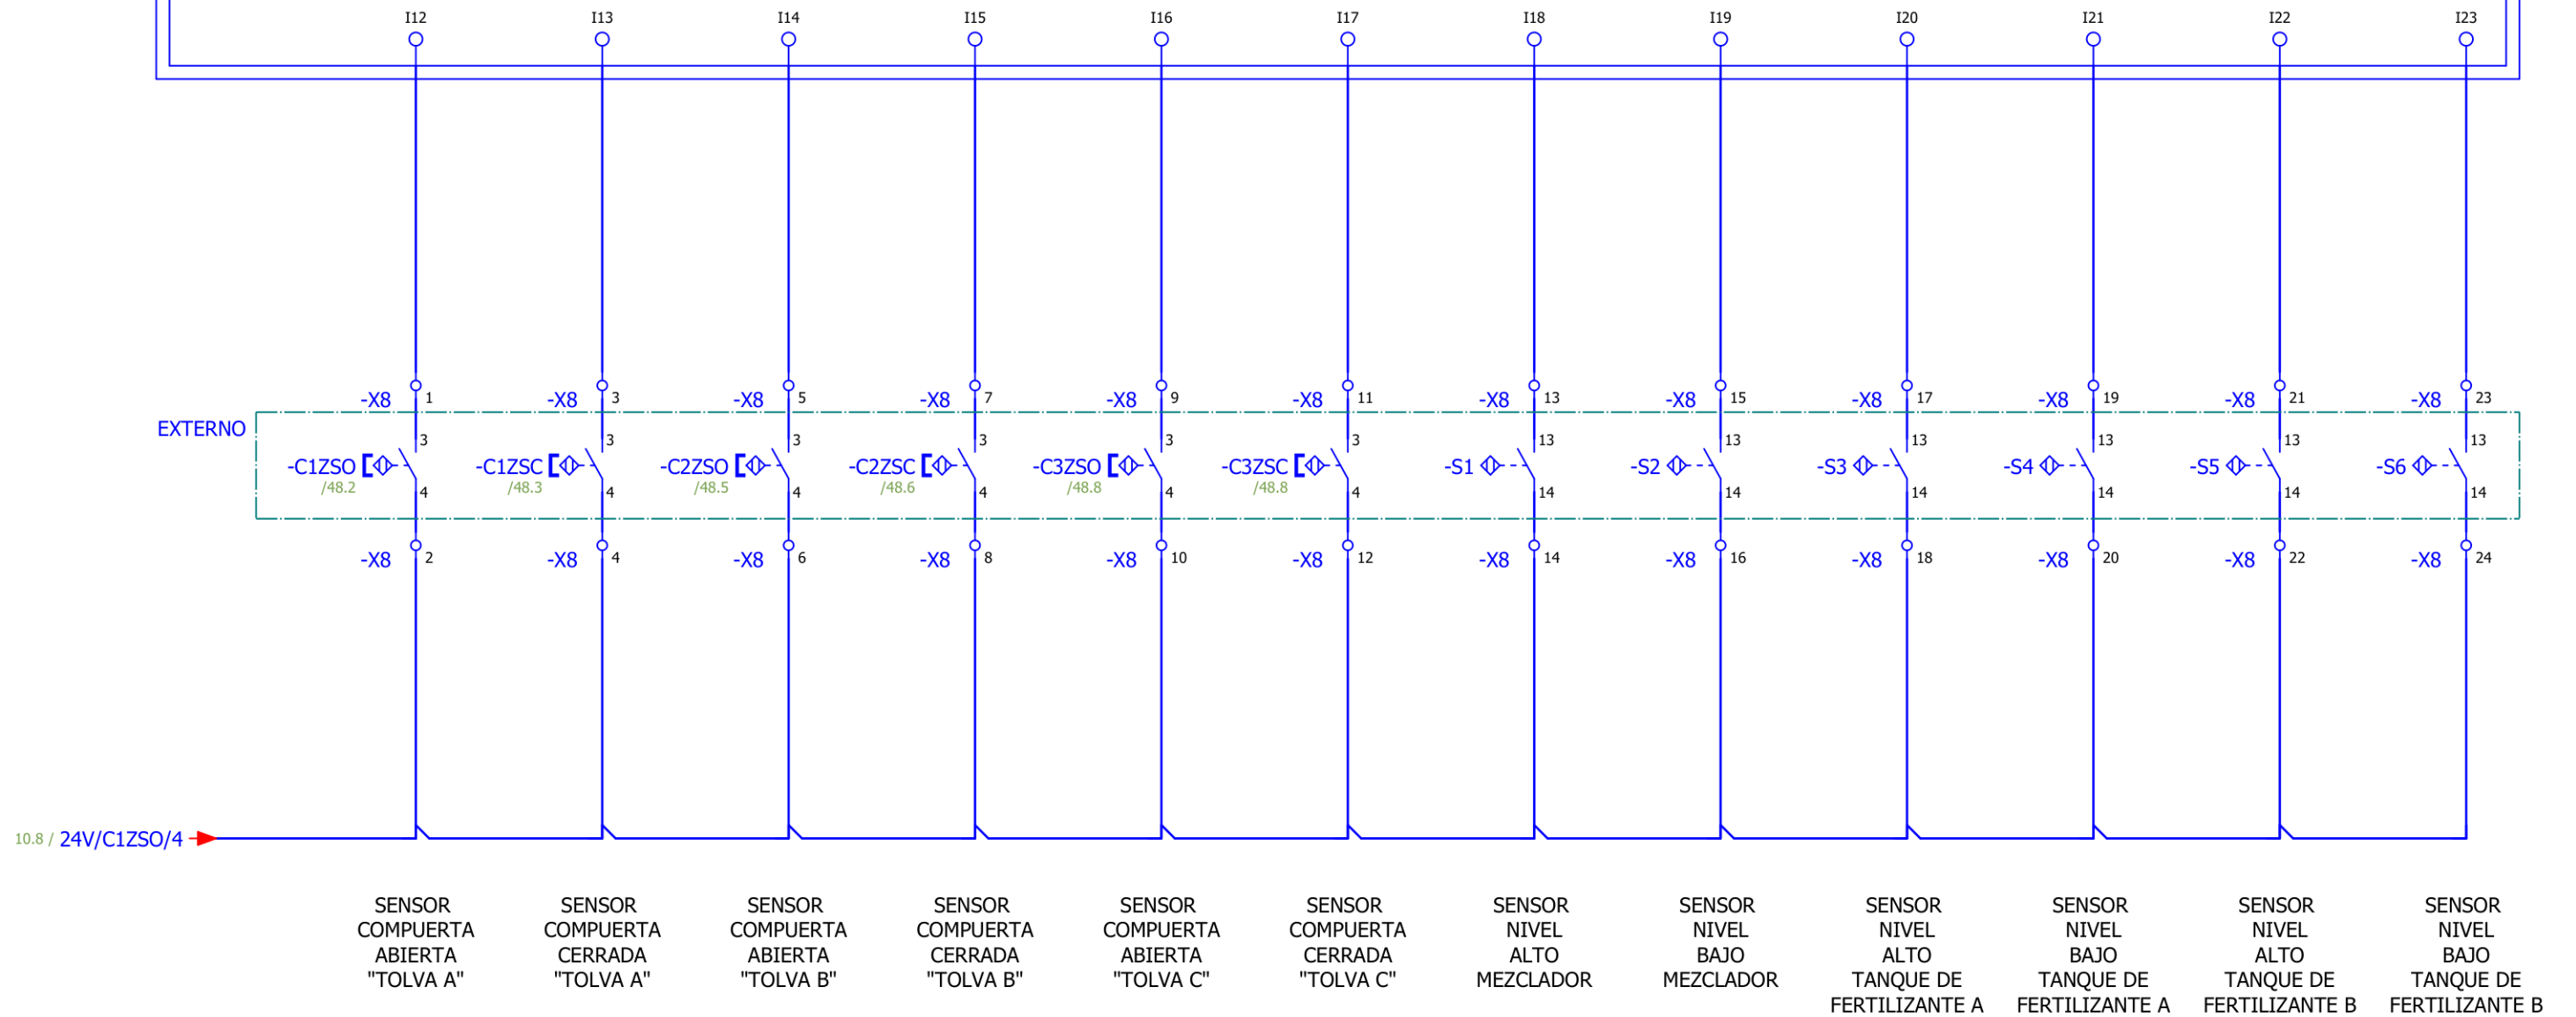 I12 I13 I14 I15 I16 I17 I18 I19 I20 I21 I22 I23
-X8 1 -X8 3 -X8 5 -X8 7 -X8 9 -X8 11 -X8 13 -X8 15 -X8 17 -X8 19 -X8 21 -X8 23
EXTERNO
3 3 3 3 3 3 13 13 13 13 13 13
-C1ZSO -C1ZSC -C2ZSO -C2ZSC -C3ZSO -C3ZSC -S1 -S2 -S3 -S4 -S5 -S6
/48.2 /48.3 /48.5 /48.6 /48.8 /48.8
4 4 4 4 4 4 14 14 14 14 14 14
-X8 2 -X8 4 -X8 6 -X8 8 -X8 10 -X8 12 -X8 14 -X8 16 -X8 18 -X8 20 -X8 22 -X8 24
10.8 / 24V/C1ZSO/4
SENSOR
COMPUERTA
ABIERTA
"TOLVA A"
SENSOR
COMPUERTA
CERRADA
"TOLVA A"
SENSOR
COMPUERTA
ABIERTA
"TOLVA B"
SENSOR
COMPUERTA
CERRADA
"TOLVA B"
SENSOR
COMPUERTA
ABIERTA
"TOLVA C"
SENSOR
COMPUERTA
CERRADA
"TOLVA C"
SENSOR
NIVEL
ALTO
MEZCLADOR
SENSOR
NIVEL
BAJO
MEZCLADOR
SENSOR
NIVEL
ALTO
TANQUE DE
FERTILIZANTE A
SENSOR
NIVEL
BAJO
TANQUE DE
FERTILIZANTE A
SENSOR
NIVEL
ALTO
TANQUE DE
FERTILIZANTE B
SENSOR
NIVEL
BAJO
TANQUE DE
FERTILIZANTE B